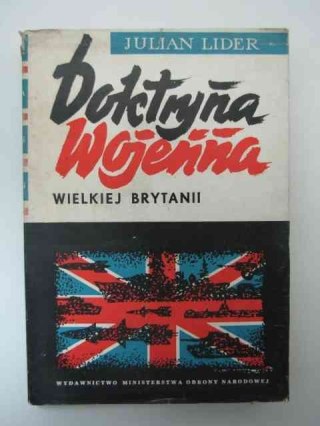 JULIAN LIDER
Doktryna
Wojenna
WIELKIEJ BRYTANII
WYDAWNICTWO MINISTERSTWA OBRONY NARODOWEJ